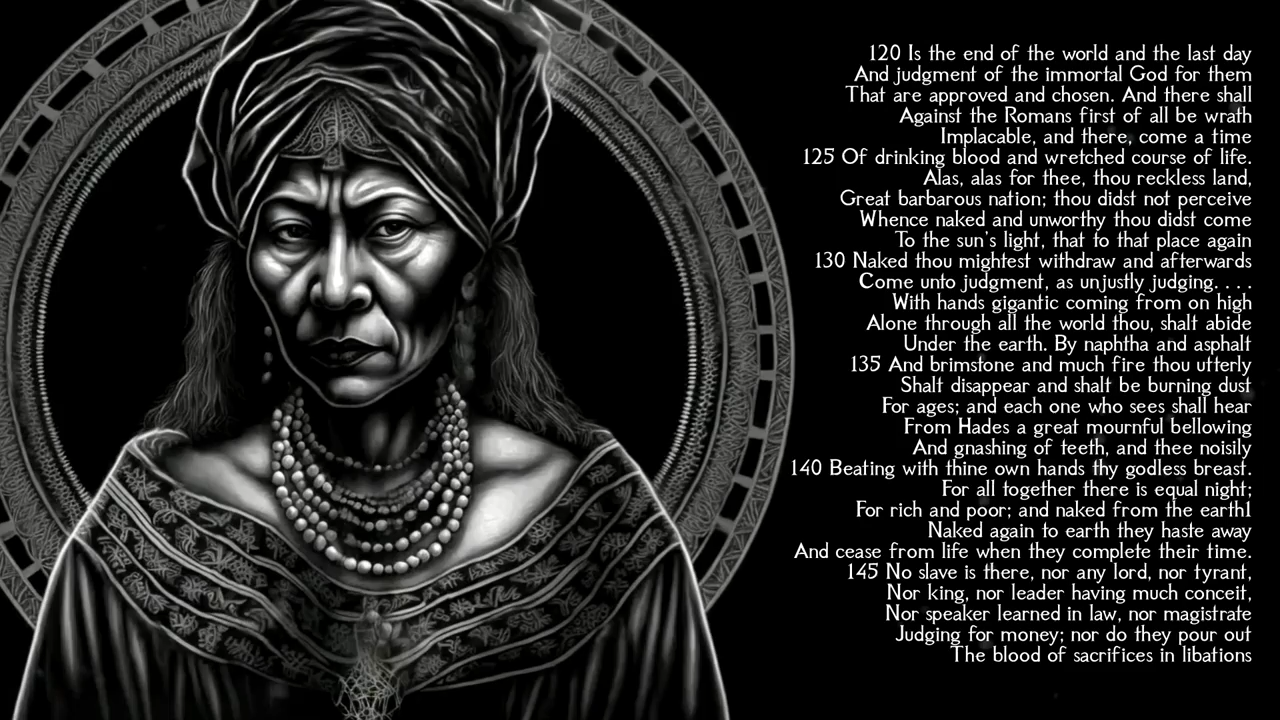 120 Is the end of the world and the last day
And judgment of the immortal God for them
That are approved and chosen. And there shall
Against the Romans first of all be wrath
Implacable, and there, come a time
125 Of drinking blood and wretched course of life.
Alas, alas for thee, thou reckless land,
Great barbarous nation; thou didst not perceive
Whence naked and unworthy thou didst come
To the sun's light, that to that place again
130 Naked thou mightest withdraw and afterwards
Come unto judgment, as unjustly judging. . . .
With hands gigantic coming from on high
Alone through all the world thou, shalt abide
Under the earth. By naphtha and asphalt
135 And brimstone and much fire thou utterly
Shalt disappear and shalt be burning dust
For ages; and each one who sees shall hear
From Hades a great mournful bellowing
And gnashing of teeth, and thee noisily
140 Beating with thine own hands thy godless breast.
For all together there is equal night;
For rich and poor; and naked from the earth1
Naked again to earth they haste away
And cease from life when they complete their time.
145 No slave is there, nor any lord, nor tyrant,
Nor king, nor leader having much conceit,
Nor speaker learned in law, nor magistrate
Judging for money; nor do they pour out
The blood of sacrifices in libations